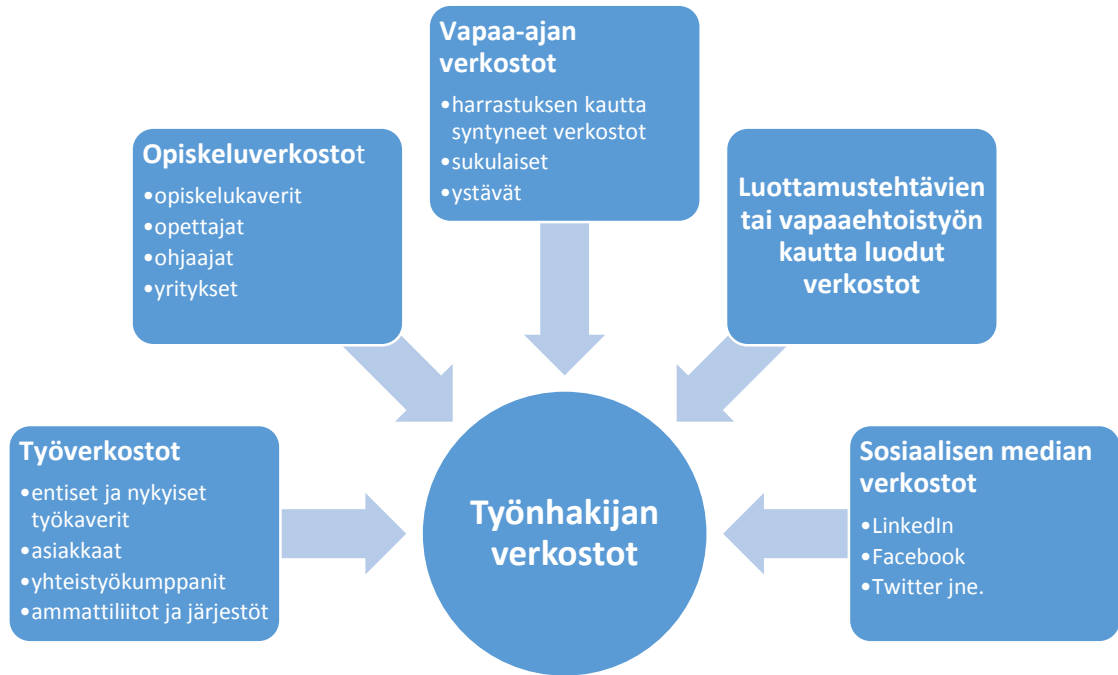 Vapaa-ajan
verkostot
•harrastuksen kautta
syntyneet verkostot
•sukulaiset
•ystävät
Opiskeluverkostot
•opiskelukaverit
•opettajat
•ohjaajat
•yritykset
Luottamustehtävien
tai vapaaehtoistyön
kautta luodut
verkostot
Työverkostot
•entiset ja nykyiset
työkaverit
•asiakkaat
•yhteistyökumppanit
•ammattiliitot ja järjestöt
Työnhakijan
verkostot
Sosiaalisen median
verkostot
•LinkedIn
•Facebook
•Twitter jne.